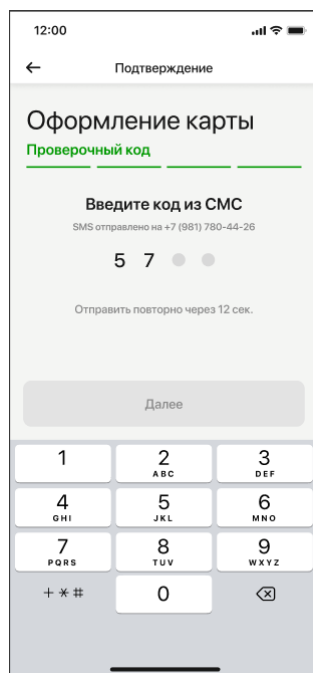 12:00
Подтверждение
Оформление карты
Проверочный код
Введите код из СМС
SMS отправлено на +7 (981) 780-44-26
5 7
Отправить повторно через 12 сек.
Далее
1 2 3
ABC DEF
4 5 6
GHI JKL MNO
7 8 9
PQRS TUV WXYZ
+ * # 0